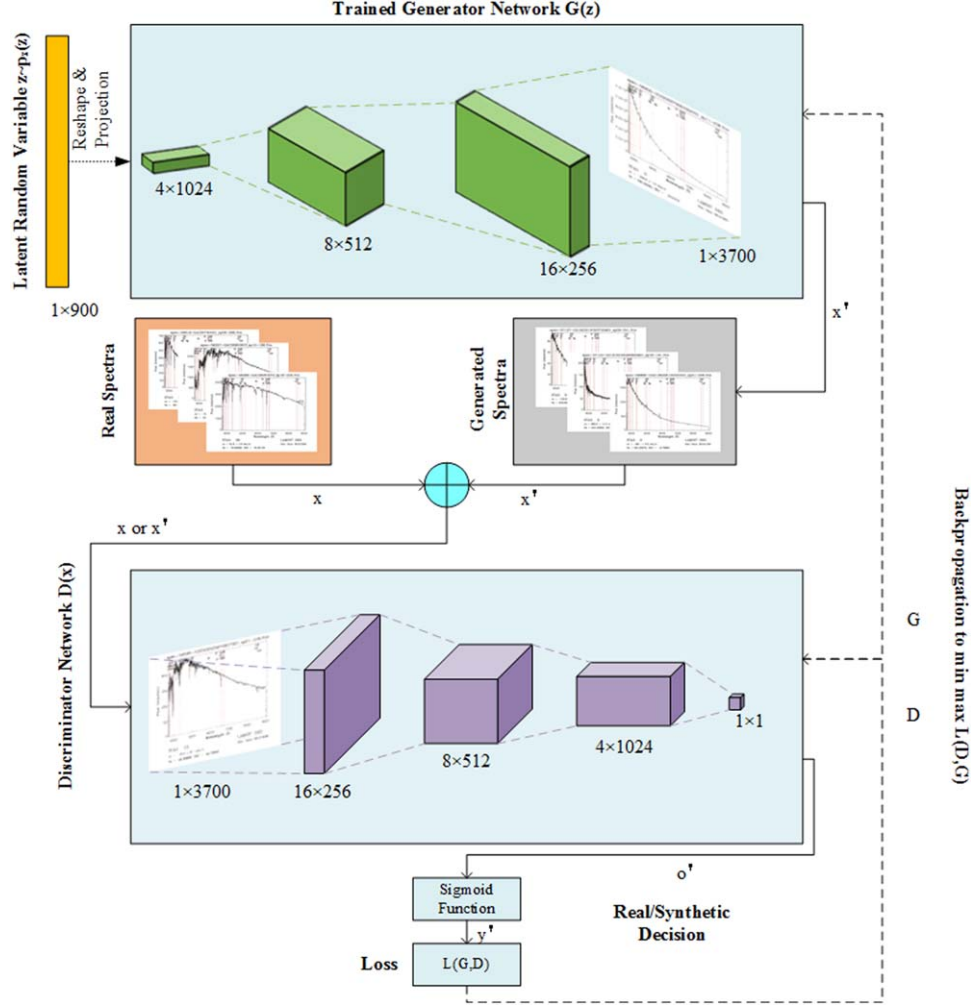 Trained Generator Network G(z)
Latent Random Variable z~p₂(z)
Reshape &
Projection
4×1024
8×512
16×256
1×3700
1×900
x'
Real Spectra
Generated
Spectra
x
x'
x or x'
Discriminator Network D(x)
1×3700
16×256
8×512
4×1024
1×1
G
D
Backpropagation to min max L(D,G)
o'
Sigmoid
Function
Real/Synthetic
Decision
y'
Loss
L(G,D)